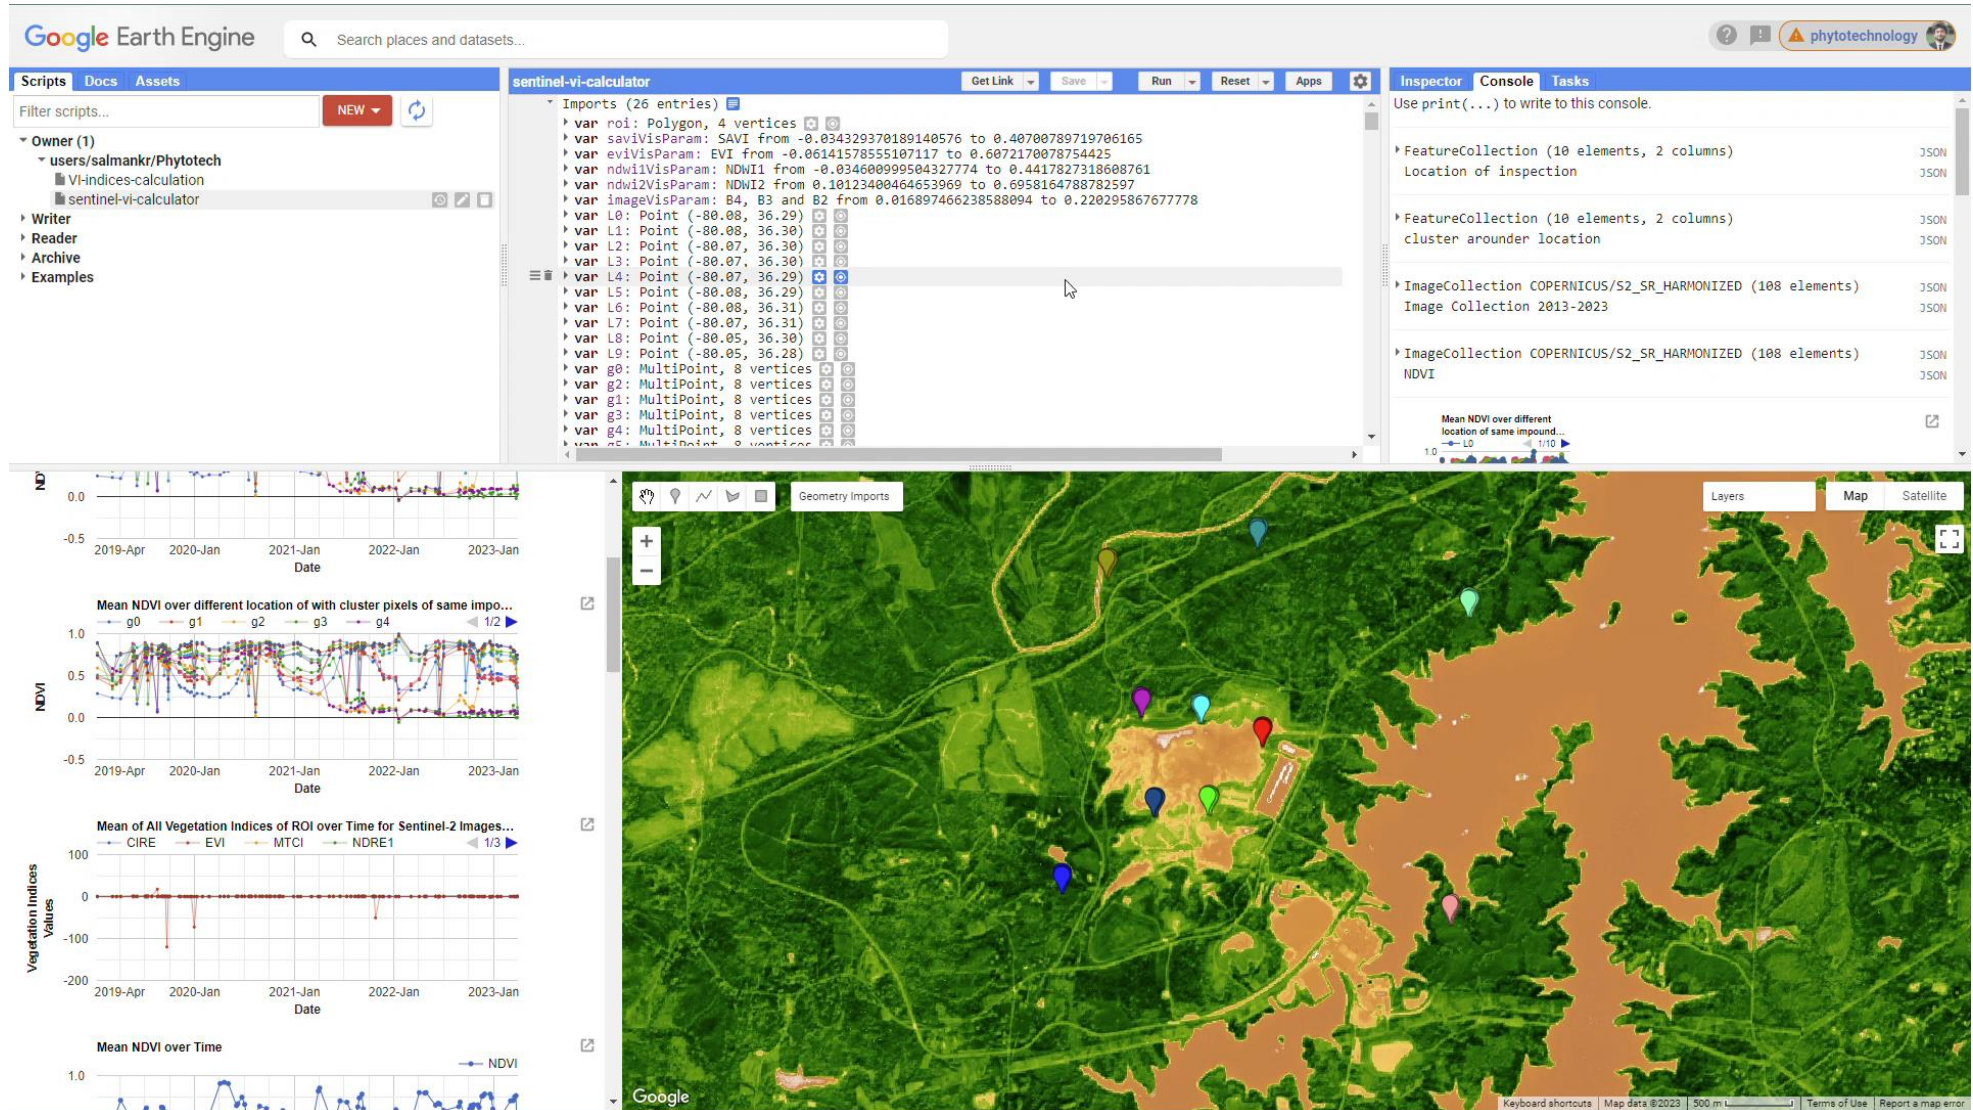 Google Earth Engine
Search places and datasets...
phytotechnology
Scripts Docs Assets
Filter scripts...
NEW
Owner (1)
users/salmankr/Phytotech
VI-indices-calculation
sentinel-vi-calculator
Writer
Reader
Archive
Examples
sentinel-vi-calculator
Get Link Save Run Reset Apps
Imports (26 entries)
var roi: Polygon, 4 vertices
var saviVisParam: SAVI from -0.034329370189140576 to 0.40700789719706165
var eviVisParam: EVI from -0.06141578555107117 to 0.6072170078754425
var ndwi1VisParam: NDWI1 from -0.034600999504327774 to 0.4417827318608761
var ndwi2VisParam: NDWI2 from 0.10123400464653969 to 0.6958164788782597
var imageVisParam: B4, B3 and B2 from 0.016897466238588094 to 0.220295867677778
var L0: Point (-80.08, 36.29)
var L1: Point (-80.08, 36.30)
var L2: Point (-80.07, 36.30)
var L3: Point (-80.07, 36.30)
var L4: Point (-80.07, 36.29)
var L5: Point (-80.08, 36.29)
var L6: Point (-80.08, 36.31)
var L7: Point (-80.07, 36.31)
var L8: Point (-80.05, 36.30)
var L9: Point (-80.05, 36.28)
var g0: MultiPoint, 8 vertices
var g2: MultiPoint, 8 vertices
var g1: MultiPoint, 8 vertices
var g3: MultiPoint, 8 vertices
var g4: MultiPoint, 8 vertices
var g5: MultiPoint, 8 vertices
Inspector Console Tasks
Use print(...) to write to this console.
FeatureCollection (10 elements, 2 columns) JSON
Location of inspection JSON
FeatureCollection (10 elements, 2 columns) JSON
cluster arounder location JSON
ImageCollection COPERNICUS/S2_SR_HARMONIZED (108 elements) JSON
Image Collection 2013-2023 JSON
ImageCollection COPERNICUS/S2_SR_HARMONIZED (108 elements) JSON
NDVI JSON
Mean NDVI over different
location of same impound...
L0 1/10
1.0
0.0
-0.5
2019-Apr 2020-Jan 2021-Jan 2022-Jan 2023-Jan
Date
Mean NDVI over different location of with cluster pixels of same impo...
g0 g1 g2 g3 g4 1/2
1.0
0.5
0.0
-0.5
NDVI
2019-Apr 2020-Jan 2021-Jan 2022-Jan 2023-Jan
Date
Mean of All Vegetation Indices of ROI over Time for Sentinel-2 Images...
CIRE EVI MTCI NDRE1 1/3
100
0
-100
-200
Vegetation Indices
Values
2019-Apr 2020-Jan 2021-Jan 2022-Jan 2023-Jan
Date
Mean NDVI over Time
NDVI
1.0
Geometry Imports
Layers
Map Satellite
Google
Keyboard shortcuts Map data ©2023 500 m Terms of Use Report a map error